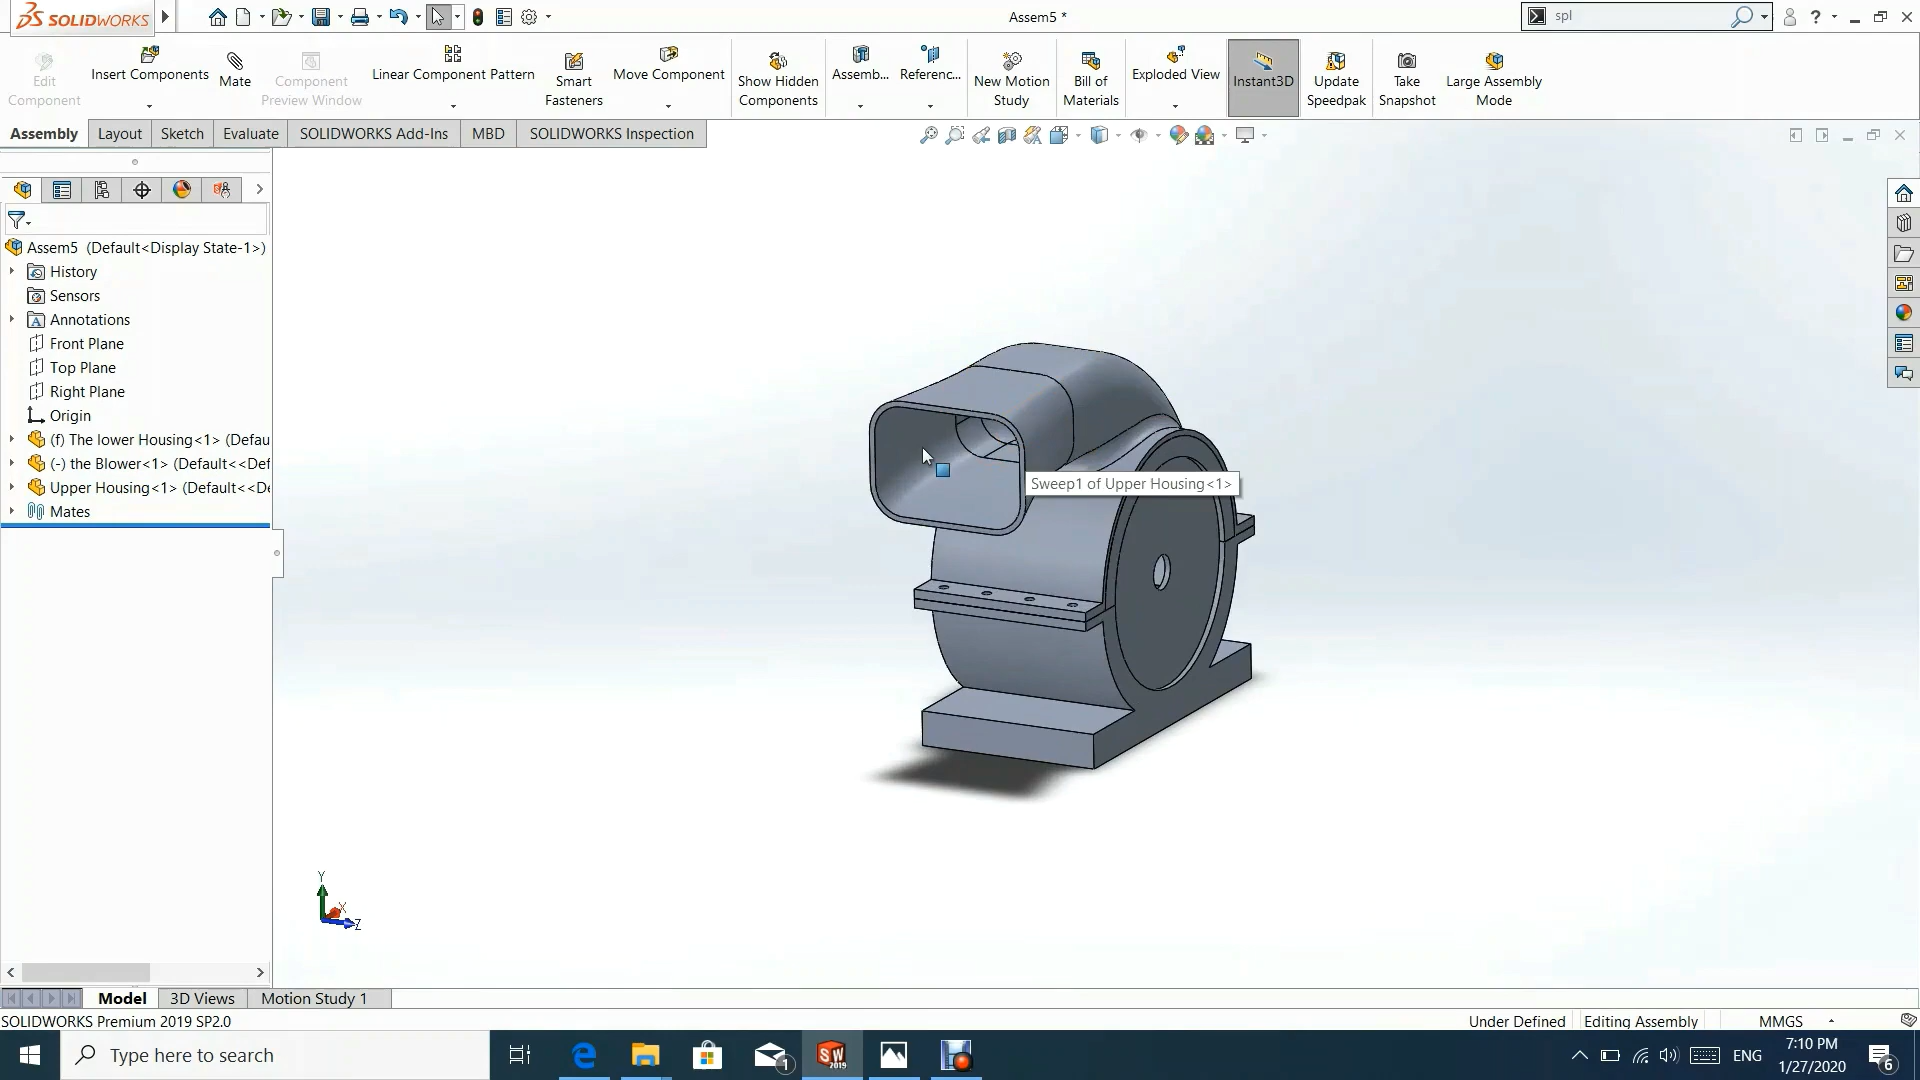 SOLIDWORKS
Assem5 *
spl
Edit Component
Insert Components
Mate
Component Preview Window
Linear Component Pattern
Smart Fasteners
Move Component
Show Hidden Components
Assemb...
Referenc...
New Motion Study
Bill of Materials
Exploded View
Instant3D
Update Speedpak
Take Snapshot
Large Assembly Mode
Assembly Layout Sketch Evaluate SOLIDWORKS Add-Ins MBD SOLIDWORKS Inspection
Assem5 (Default<Display State-1>)
History
Sensors
Annotations
Front Plane
Top Plane
Right Plane
Origin
(f) The lower Housing<1> (Defau
(-) the Blower<1> (Default<<Def
Upper Housing<1> (Default<<De
Mates
Sweep1 of Upper Housing<1>
Y
X
Z
Model 3D Views Motion Study 1
SOLIDWORKS Premium 2019 SP2.0
Under Defined Editing Assembly MMGS
Type here to search
1
SW 2019
ENG
7:10 PM
1/27/2020
6